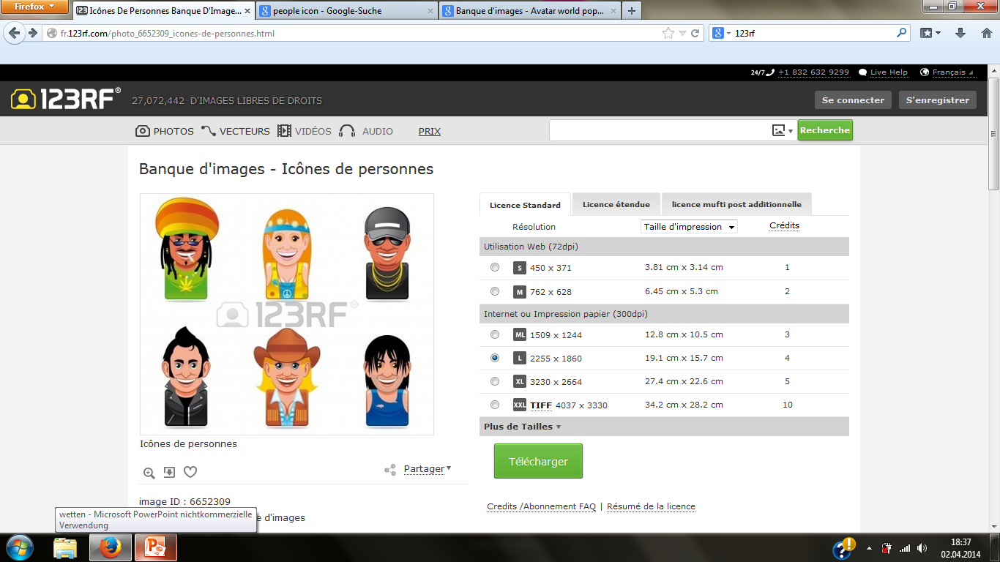 Firefox
Icônes De Personnes Banque D'Image...
people icon - Google-Suche
Banque d'images - Avatar world pop...
fr.123rf.com/photo_6652309_icones-de-personnes.html
123rf
24/7 +1 832 632 9299 Live Help Français
123RF® 27,072,442 D'IMAGES LIBRES DE DROITS
Se connecter S'enregistrer
PHOTOS VECTEURS VIDÉOS AUDIO PRIX
Recherche
Banque d'images - Icônes de personnes
123RF
Icônes de personnes
Partager
image ID : 6652309
d'images
Licence Standard Licence étendue licence mufti post additionnelle
Résolution Taille d'impression Crédits
Utilisation Web (72dpi)
S 450 x 371 3.81 cm x 3.14 cm 1
M 762 x 628 6.45 cm x 5.3 cm 2
Internet ou Impression papier (300dpi)
ML 1509 x 1244 12.8 cm x 10.5 cm 3
L 2255 x 1860 19.1 cm x 15.7 cm 4
XL 3230 x 2664 27.4 cm x 22.6 cm 5
XXL TIFF 4037 x 3330 34.2 cm x 28.2 cm 10
Plus de Tailles
Télécharger
Credits /Abonnement FAQ | Résumé de la licence
wetten - Microsoft PowerPoint nichtkommerzielle
Verwendung
18:37
02.04.2014